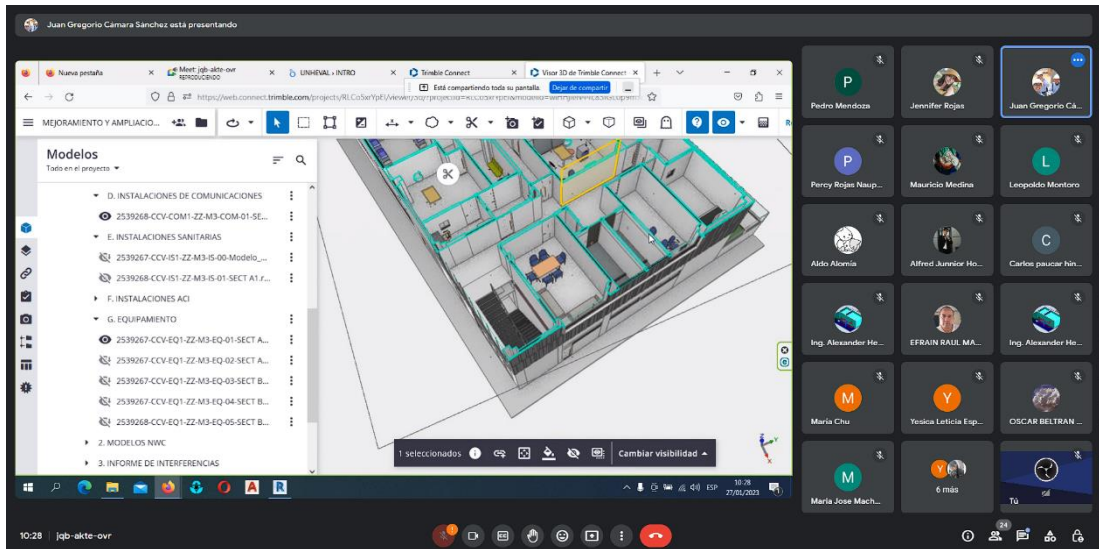 Juan Gregorio Cámara Sánchez está presentando
Nueva pestaña
Meet: jqb-akte-ovr
REPRODUCIENDO
UNHEVAL › INTRO
Trimble Connect
Visor 3D de Trimble Connect
Está compartiendo toda su pantalla.
Dejar de compartir
MEJORAMIENTO Y AMPLIACIO...
Modelos
Todo en el proyecto
D. INSTALACIONES DE COMUNICACIONES
2539268-CCV-COM1-ZZ-M3-COM-01-SE...
E. INSTALACIONES SANITARIAS
2539267-CCV-IS1-ZZ-M3-IS-00-Modelo_...
2539268-CCV-IS1-ZZ-M3-IS-01-SECT A1.r...
F. INSTALACIONES ACI
G. EQUIPAMIENTO
2539267-CCV-EQ1-ZZ-M3-EQ-01-SECT A...
2539267-CCV-EQ1-ZZ-M3-EQ-02-SECT A...
2539267-CCV-EQ1-ZZ-M3-EQ-03-SECT B...
2539267-CCV-EQ1-ZZ-M3-EQ-04-SECT B...
2539268-CCV-EQ1-ZZ-M3-EQ-05-SECT B...
2. MODELOS NWC
3. INFORME DE INTERFERENCIAS
1 seleccionados
Cambiar visibilidad
ESP
10:28
27/01/2023
P
Pedro Mendoza
Jennifer Rojas
Juan Gregorio Cá...
P
Percy Rojas Naup...
Mauricio Medina
L
Leopoldo Montoro
Aldo Alomia
Alfred Junnior Ho...
C
Carlos paucar hin...
Ing. Alexander He...
EFRAIN RAUL MA...
Ing. Alexander He...
M
Maria Chu
Y
Yesica Leticia Esp...
OSCAR BELTRAN ...
M
Maria Jose Mach...
Y
6 más
Tú
10:28
jqb-akte-ovr
24